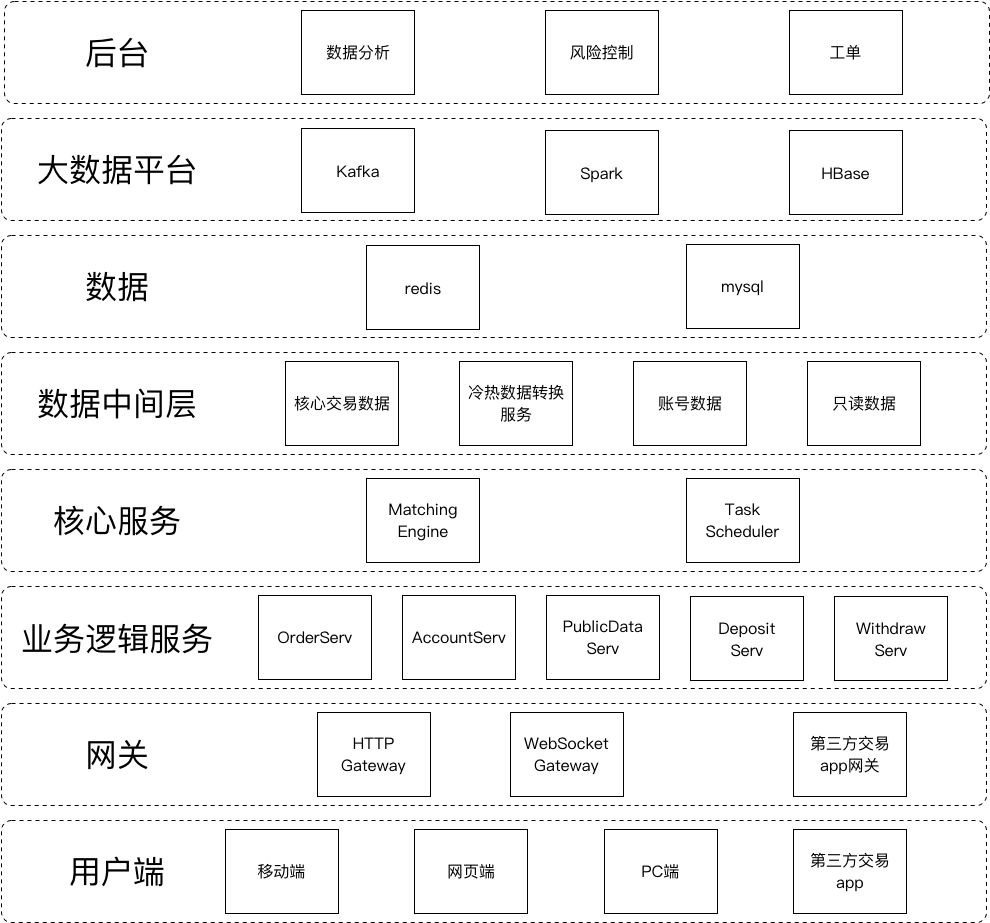 后台
数据分析
风险控制
工单
大数据平台
Kafka
Spark
HBase
数据
redis
mysql
数据中间层
核心交易数据
冷热数据转换
服务
账号数据
只读数据
核心服务
Matching
Engine
Task
Scheduler
业务逻辑服务
OrderServ
AccountServ
PublicData
Serv
Deposit
Serv
Withdraw
Serv
网关
HTTP
Gateway
WebSocket
Gateway
第三方交易
app网关
用户端
移动端
网页端
PC端
第三方交易
app